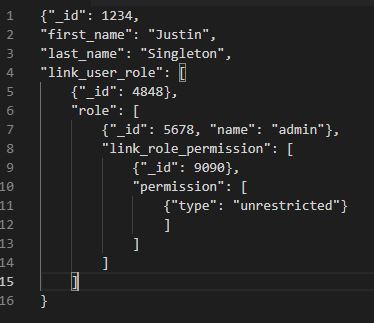 1 {"_id": 1234,
2 "first_name": "Justin",
3 "last_name": "Singleton",
4 "link_user_role": [
5     {"_id": 4848},
6     "role": [
7         {"_id": 5678, "name": "admin"},
8         "link_role_permission": [
9             {"_id": 9090},
10             "permission": [
11                 {"type": "unrestricted"}
12                 ]
13             ]
14         ]
15     ]
16 }